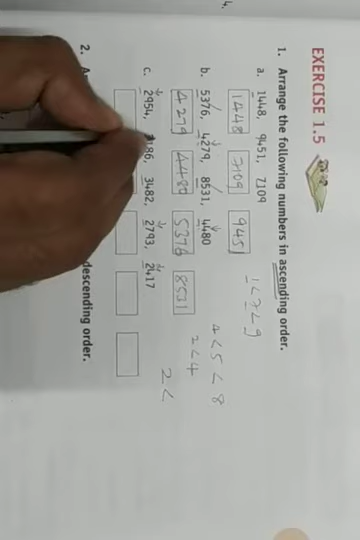 4.
EXERCISE 1.5
1. Arrange the following numbers in ascending order.
a. 1448, 9451, 7109
1448 7109 9451
1<7<9
b. 5376, 4279, 8531, 4480
4279 4480 5376 8531
4<5<8
2<4
c. 2954, 3186, 3482, 2793, 2417
2<
2. descending order.